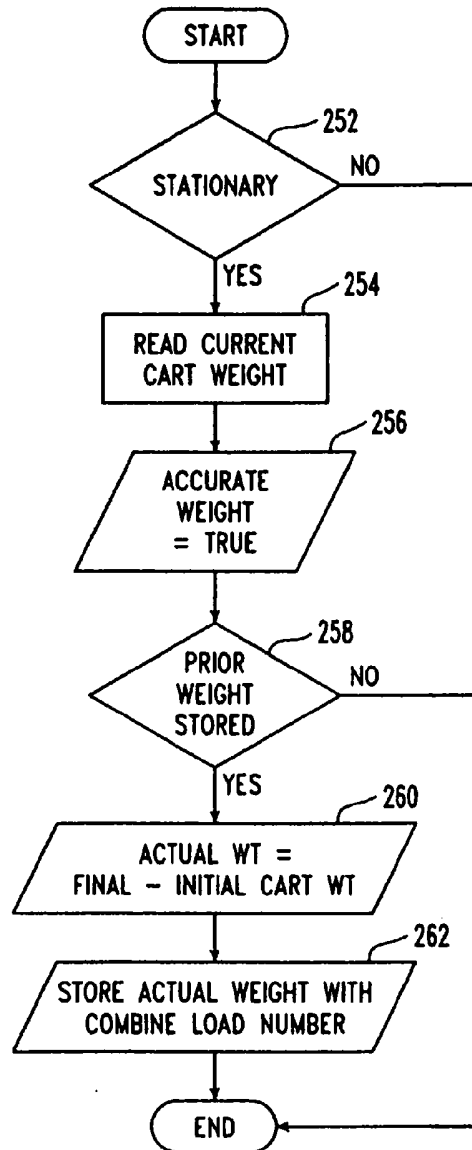 START
252
STATIONARY
NO
YES
254
READ CURRENT
CART WEIGHT
256
ACCURATE
WEIGHT
= TRUE
258
PRIOR
WEIGHT
STORED
NO
YES
260
ACTUAL WT =
FINAL - INITIAL CART WT
262
STORE ACTUAL WEIGHT WITH
COMBINE LOAD NUMBER
END